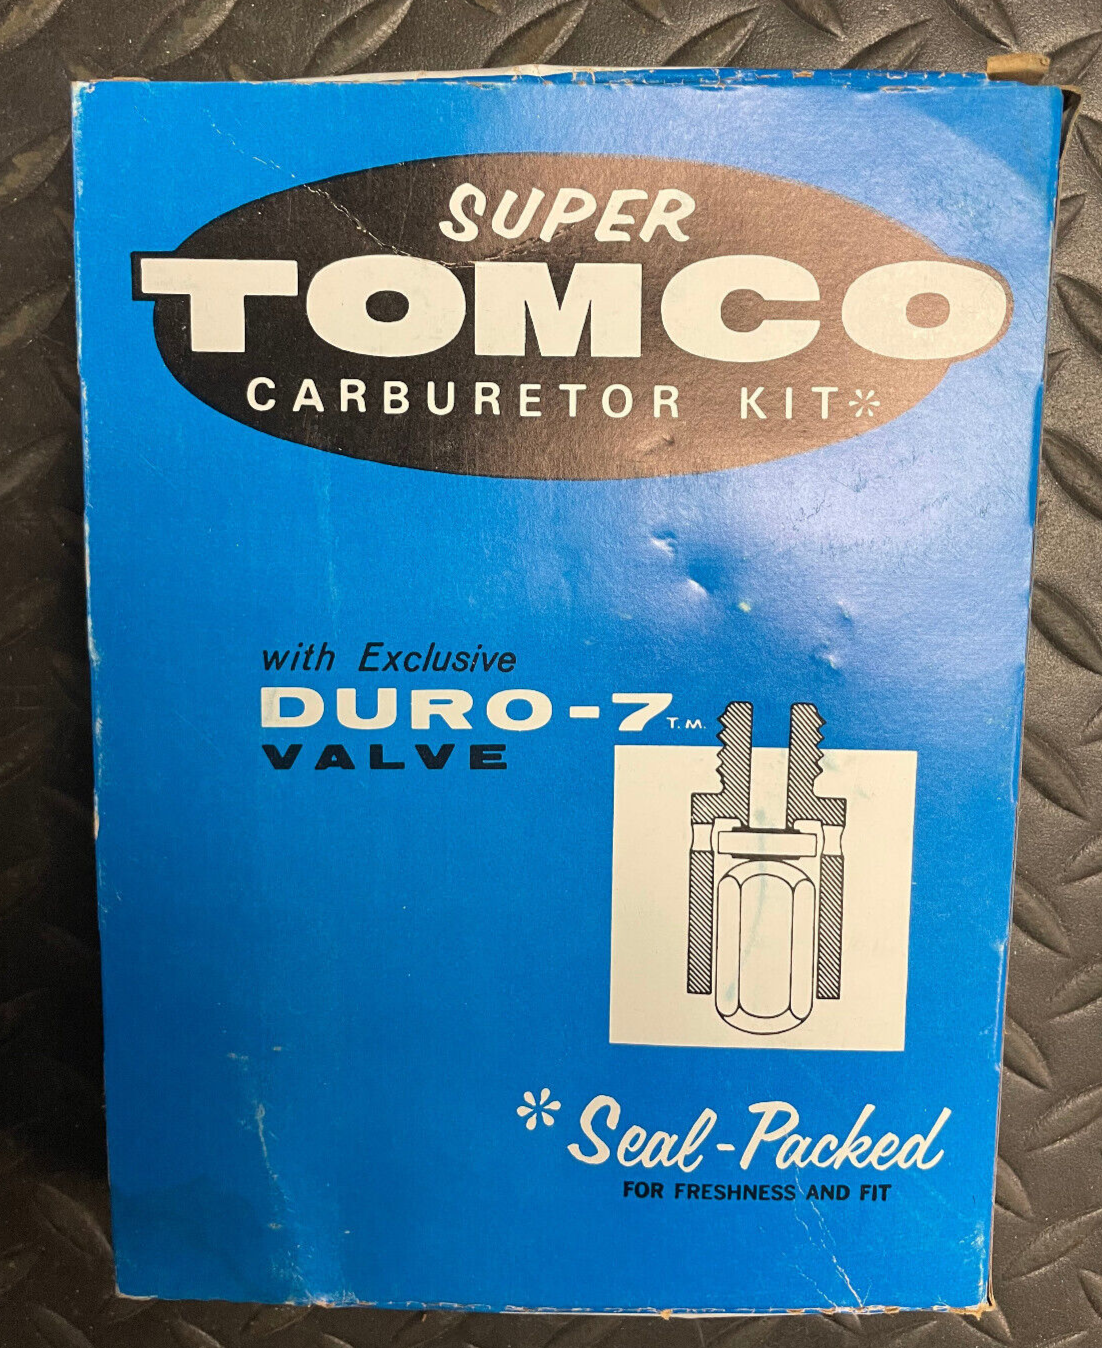 SUPER
TOMCO
CARBURETOR KIT*
with Exclusive
DURO-7 T.M.
VALVE
*Seal-Packed
FOR FRESHNESS AND FIT